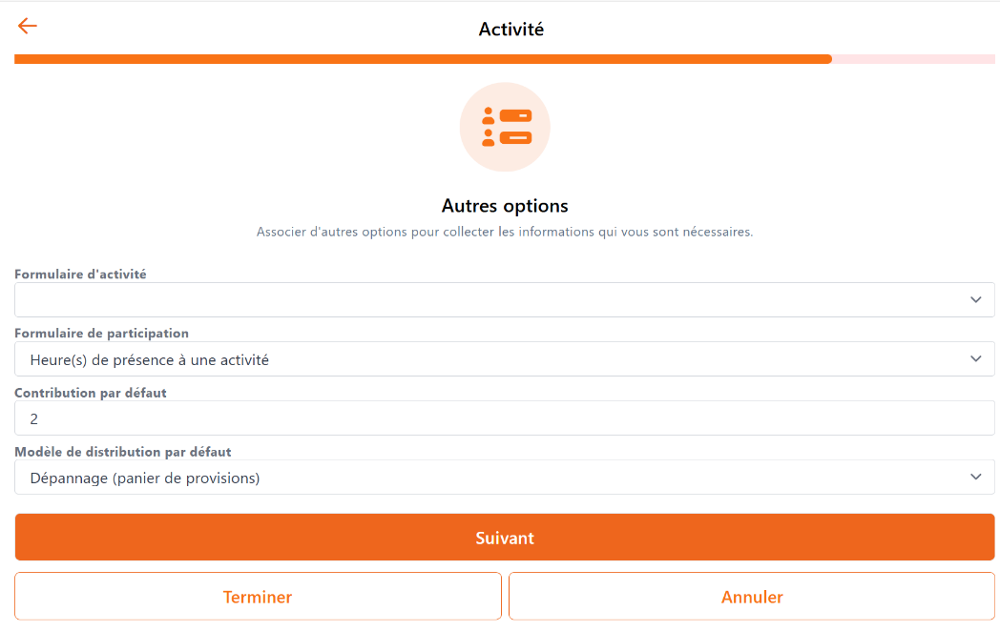 Activité
Autres options
Associer d'autres options pour collecter les informations qui vous sont nécessaires.
Formulaire d'activité
Formulaire de participation
Heure(s) de présence à une activité
Contribution par défaut
2
Modèle de distribution par défaut
Dépannage (panier de provisions)
Suivant
Terminer
Annuler